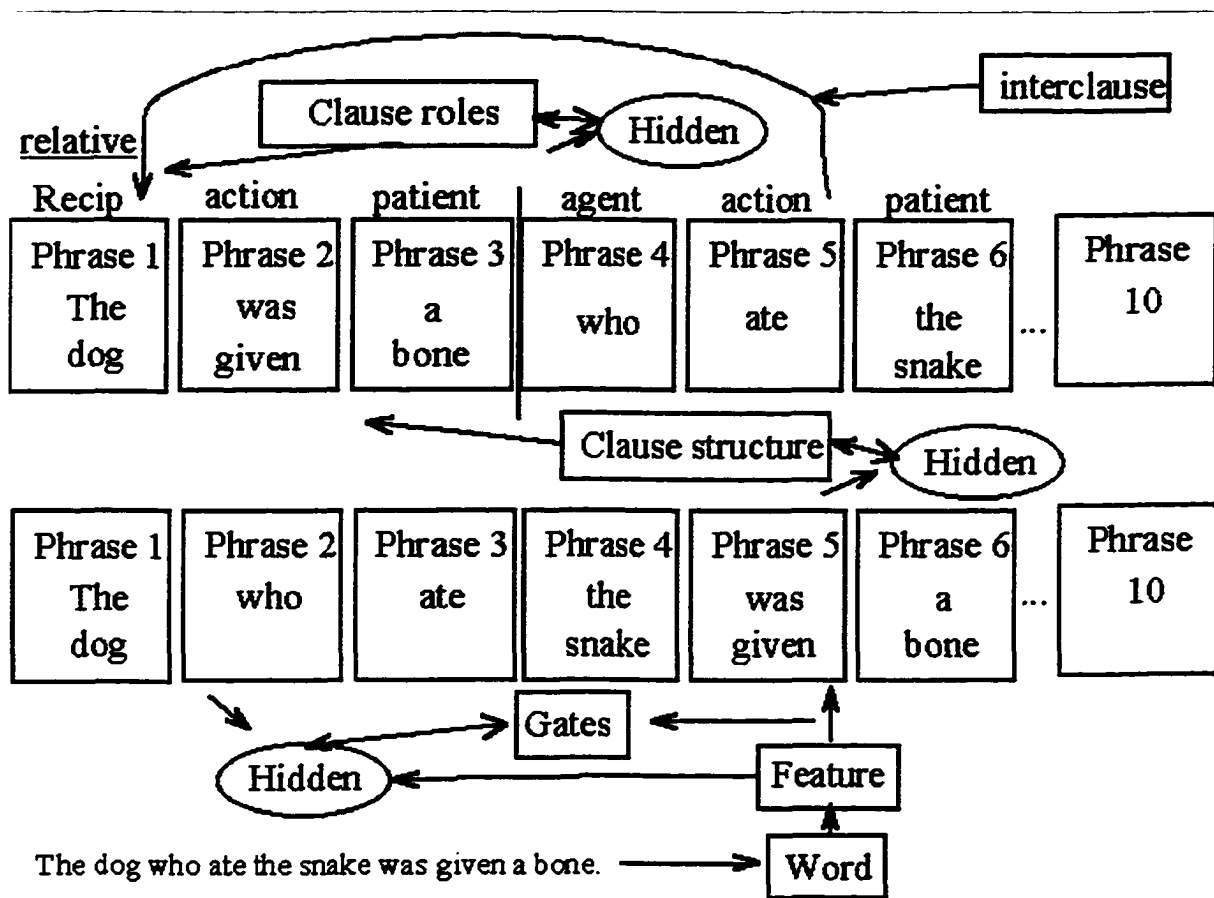 interclause
Clause roles
Hidden
relative
Recip action patient agent action patient
Phrase 1 Phrase 2 Phrase 3 Phrase 4 Phrase 5 Phrase 6 Phrase
The was a who ate the ... 10
dog given bone snake
Clause structure
Hidden
Phrase 1 Phrase 2 Phrase 3 Phrase 4 Phrase 5 Phrase 6 Phrase
The who ate the was a ... 10
dog snake given bone
Gates
Hidden
Feature
The dog who ate the snake was given a bone.
Word